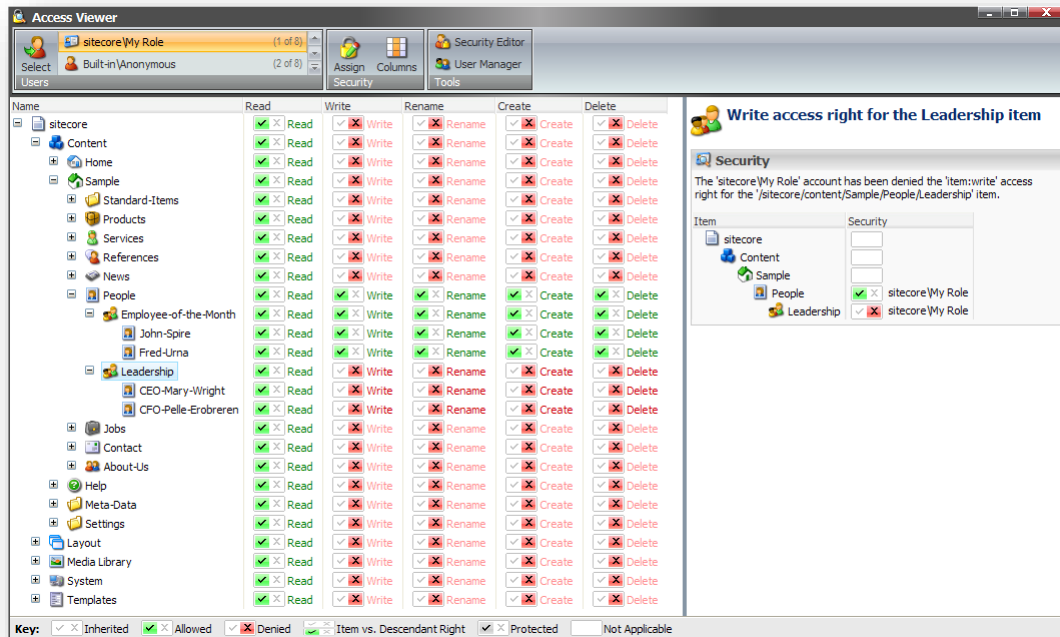 Access Viewer
sitecore\My Role (1 of 8)
Built-in\Anonymous (2 of 8)
Select
Users
Assign Columns
Security
Security Editor
User Manager
Tools
Name Read Write Rename Create Delete
sitecore Read Write Rename Create Delete
Content Read Write Rename Create Delete
Home Read Write Rename Create Delete
Sample Read Write Rename Create Delete
Standard-Items Read Write Rename Create Delete
Products Read Write Rename Create Delete
Services Read Write Rename Create Delete
References Read Write Rename Create Delete
News Read Write Rename Create Delete
People Read Write Rename Create Delete
Employee-of-the-Month Read Write Rename Create Delete
John-Spire Read Write Rename Create Delete
Fred-Urna Read Write Rename Create Delete
Leadership Read Write Rename Create Delete
CEO-Mary-Wright Read Write Rename Create Delete
CFO-Pelle-Erobreren Read Write Rename Create Delete
Jobs Read Write Rename Create Delete
Contact Read Write Rename Create Delete
About-Us Read Write Rename Create Delete
Help Read Write Rename Create Delete
Meta-Data Read Write Rename Create Delete
Settings Read Write Rename Create Delete
Layout Read Write Rename Create Delete
Media Library Read Write Rename Create Delete
System Read Write Rename Create Delete
Templates Read Write Rename Create Delete
Write access right for the Leadership item
Security
The 'sitecore\My Role' account has been denied the 'item:write' access
right for the '/sitecore/content/Sample/People/Leadership' item.
Item Security
sitecore
Content
Sample
People sitecore\My Role
Leadership sitecore\My Role
Key: Inherited Allowed Denied Item vs. Descendant Right Protected Not Applicable